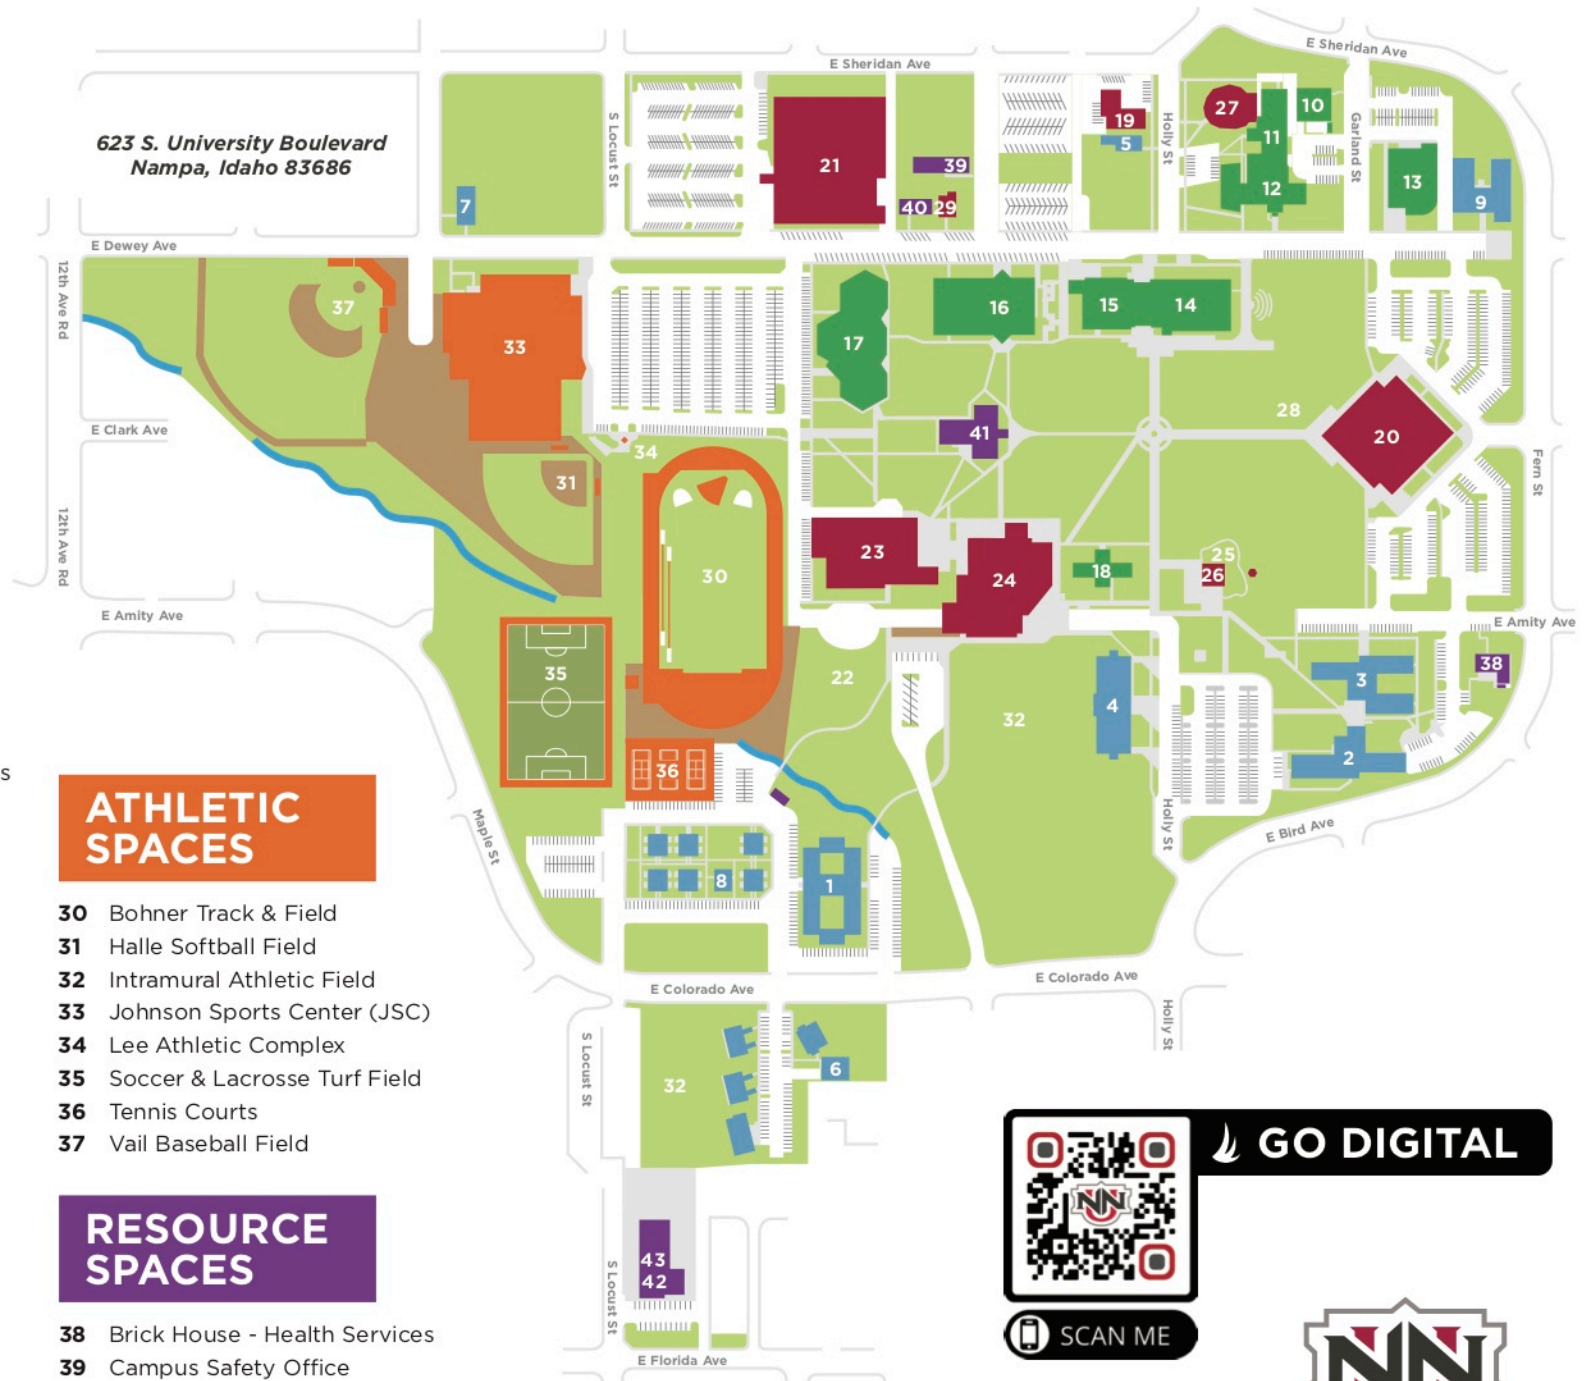 E Sheridan Ave
E Sheridan Ave
623 S. University Boulevard
Nampa, Idaho 83686
S Locust St
Holly St
Garland St
27
10
11
19
5
21
39
12
13
9
7
40
29
E Dewey Ave
12th Ave Rd
37
33
17
16
15
14
28
41
20
E Clark Ave
34
31
Fern St
12th Ave Rd
23
24
18
25
26
30
E Amity Ave
E Amity Ave
35
22
32
4
3
38
2
36
Maple St
Holly St
E Bird Ave
8
1
E Colorado Ave
E Colorado Ave
S Locust St
Holly St
32
6
43
42
S Locust St
E Florida Ave
s
ATHLETIC
SPACES
30 Bohner Track & Field
31 Halle Softball Field
32 Intramural Athletic Field
33 Johnson Sports Center (JSC)
34 Lee Athletic Complex
35 Soccer & Lacrosse Turf Field
36 Tennis Courts
37 Vail Baseball Field
RESOURCE
SPACES
38 Brick House - Health Services
39 Campus Safety Office
GO DIGITAL
NNU
SCAN ME
NN